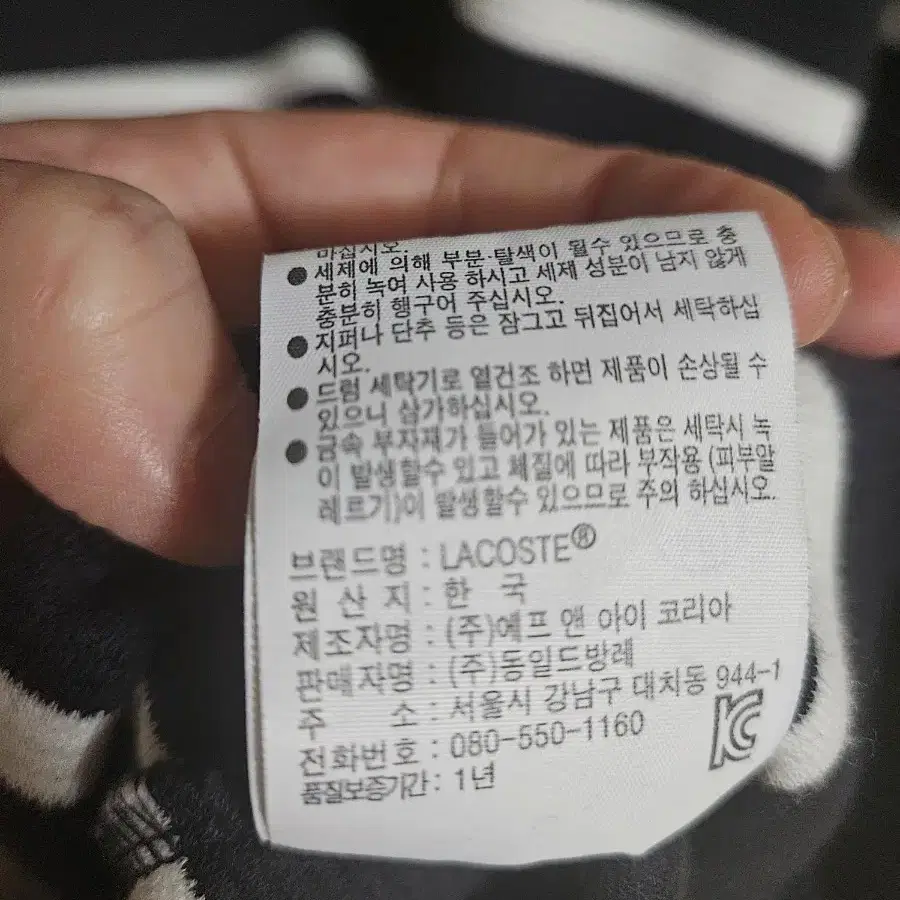 마십시오.
● 세제에 의해 부분·탈색이 될수 있으므로 충
분히 녹여 사용 하시고 세제 성분이 남지 않게
충분히 행구어 주십시오.
● 지퍼나 단추 등은 잠그고 뒤집어서 세탁하십
시오.
● 드럼 세탁기로 열건조 하면 제품이 손상될 수
있으니 삼가하십시오.
● 금속 부자재가 들어가 있는 제품은 세탁시 녹
이 발생할수 있고 체질에 따라 부작용 (피부알
레르기)이 발생할수 있으므로 주의 하십시오.
브랜드명 : LACOSTE®
원 산 지 : 한 국
제조자명 : (주)에프 앤 아이 코리아
판매자명 : (주)동일드방레
주 소 : 서울시 강남구 대치동 944-1
전화번호 : 080-550-1160
품질보증기간 : 1년
KC